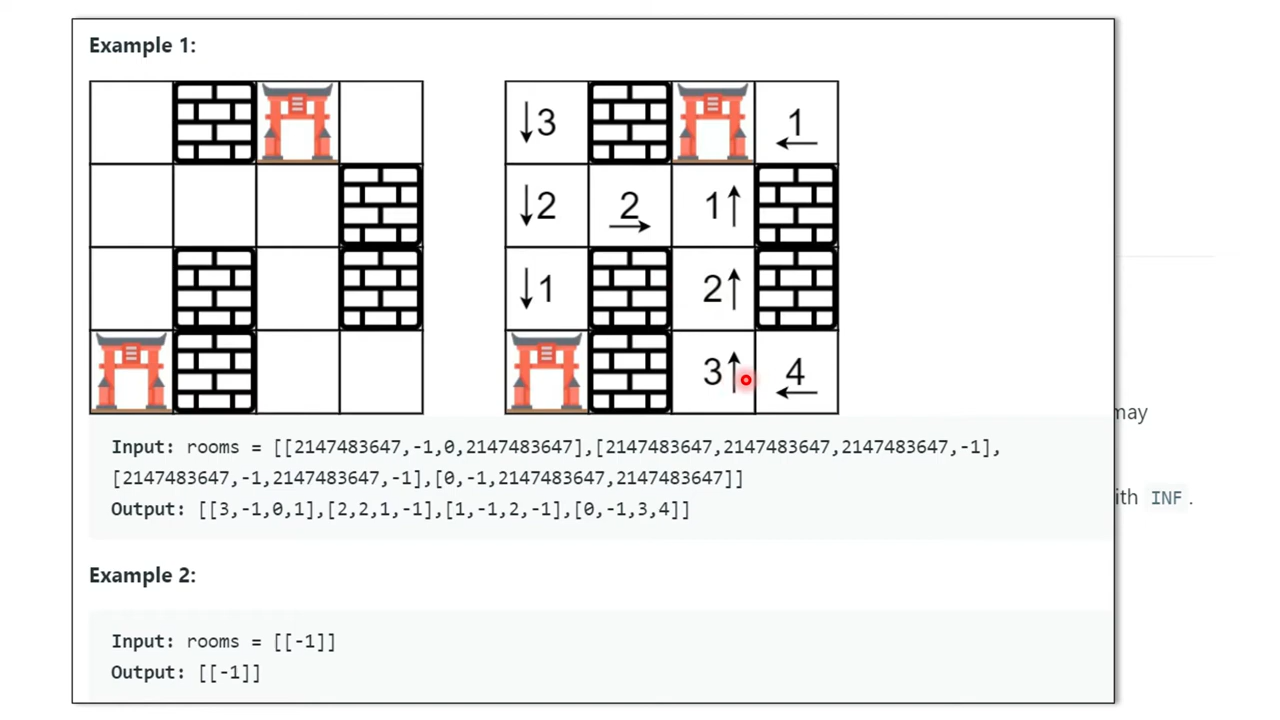 Example 1:
3 1
2 2 1
1 2
3 4
Input: rooms = [[2147483647,-1,0,2147483647],[2147483647,2147483647,2147483647,-1],
[2147483647,-1,2147483647,-1],[0,-1,2147483647,2147483647]]
Output: [[3,-1,0,1],[2,2,1,-1],[1,-1,2,-1],[0,-1,3,4]]
may
ith INF.
Example 2:
Input: rooms = [[-1]]
Output: [[-1]]